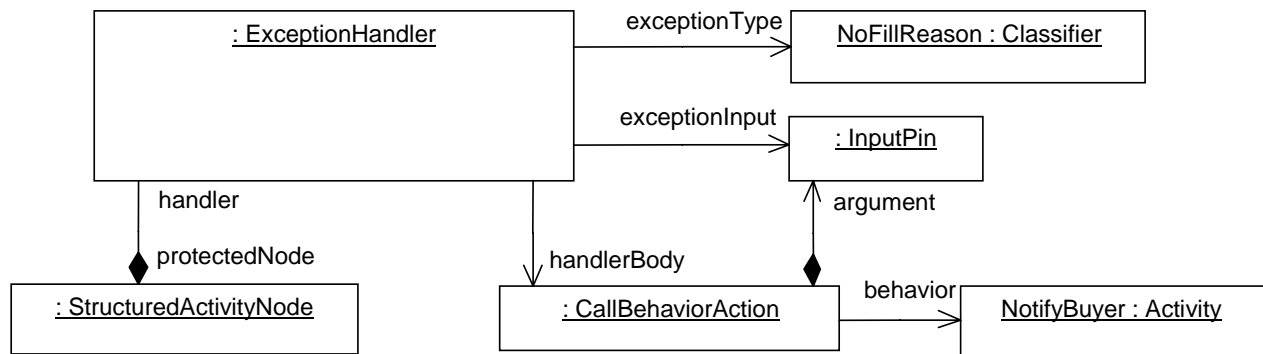 exceptionType
: ExceptionHandler
NoFillReason : Classifier
exceptionInput
: InputPin
handler
argument
protectedNode
handlerBody
behavior
: StructuredActivityNode
: CallBehaviorAction
NotifyBuyer : Activity